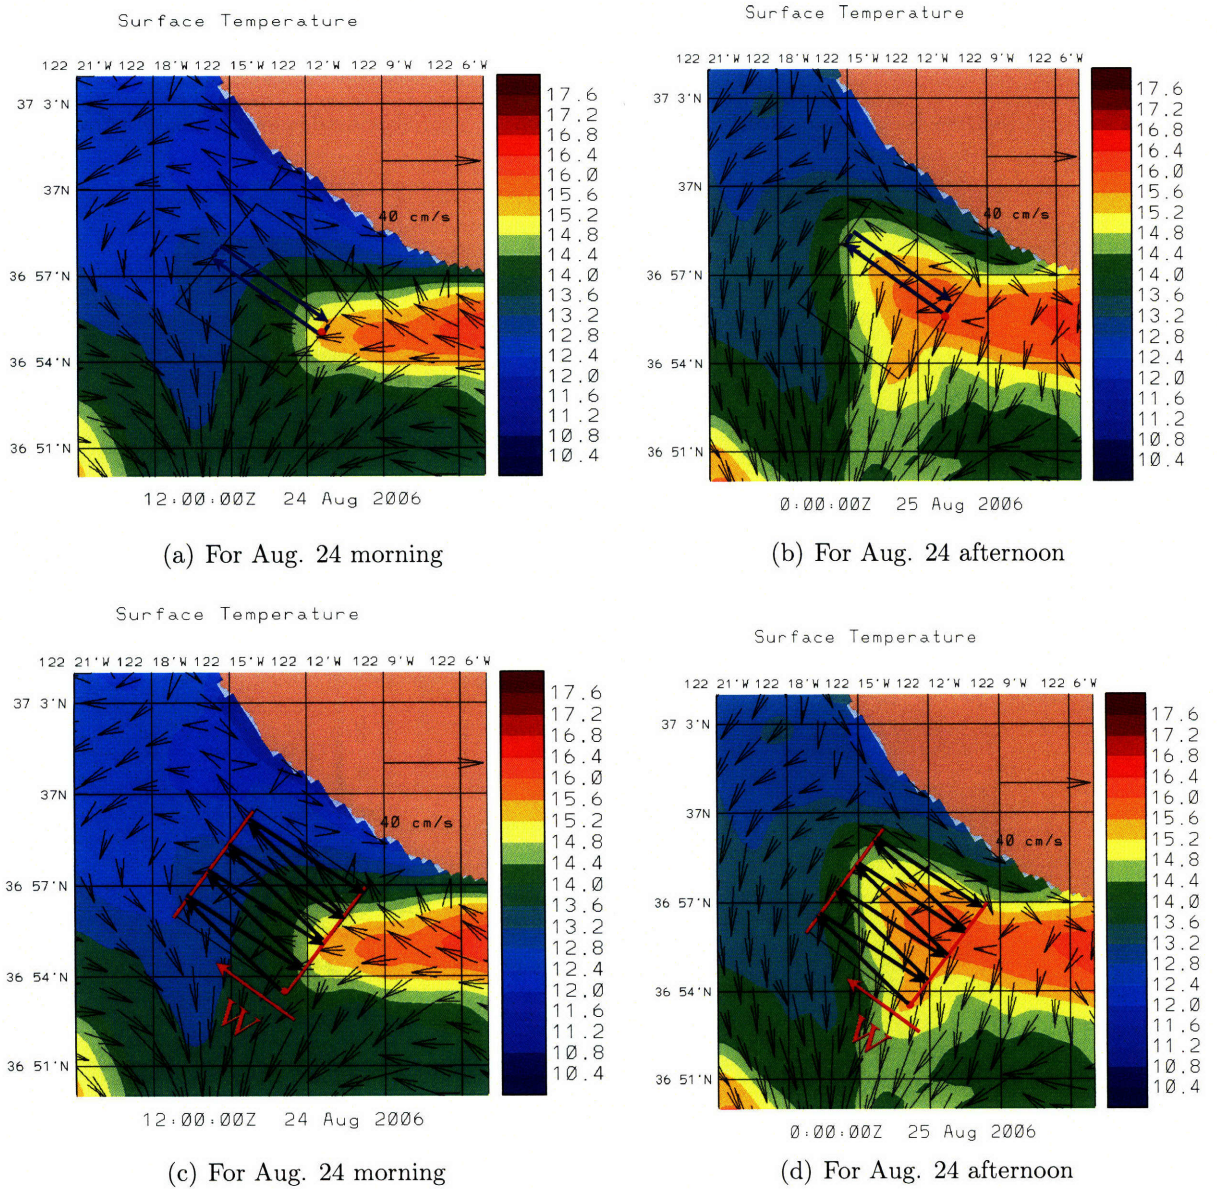 Surface Temperature
122 21'W 122 18'W 122 15'W 122 12'W 122 9'W 122 6'W
37 3'N
37N
36 57'N
36 54'N
36 51'N
40 cm/s
17.6
17.2
16.8
16.4
16.0
15.6
15.2
14.8
14.4
14.0
13.6
13.2
12.8
12.4
12.0
11.6
11.2
10.8
10.4
12:00:00Z 24 Aug 2006
(a) For Aug. 24 morning
Surface Temperature
122 21'W 122 18'W 122 15'W 122 12'W 122 9'W 122 6'W
37 3'N
37N
36 57'N
36 54'N
36 51'N
40 cm/s
17.6
17.2
16.8
16.4
16.0
15.6
15.2
14.8
14.4
14.0
13.6
13.2
12.8
12.4
12.0
11.6
11.2
10.8
10.4
0:00:00Z 25 Aug 2006
(b) For Aug. 24 afternoon
Surface Temperature
122 21'W 122 18'W 122 15'W 122 12'W 122 9'W 122 6'W
37 3'N
37N
36 57'N
36 54'N
36 51'N
40 cm/s
W
17.6
17.2
16.8
16.4
16.0
15.6
15.2
14.8
14.4
14.0
13.6
13.2
12.8
12.4
12.0
11.6
11.2
10.8
10.4
12:00:00Z 24 Aug 2006
(c) For Aug. 24 morning
Surface Temperature
122 21'W 122 18'W 122 15'W 122 12'W 122 9'W 122 6'W
37 3'N
37N
36 57'N
36 54'N
36 51'N
40 cm/s
W
17.6
17.2
16.8
16.4
16.0
15.6
15.2
14.8
14.4
14.0
13.6
13.2
12.8
12.4
12.0
11.6
11.2
10.8
10.4
0:00:00Z 25 Aug 2006
(d) For Aug. 24 afternoon